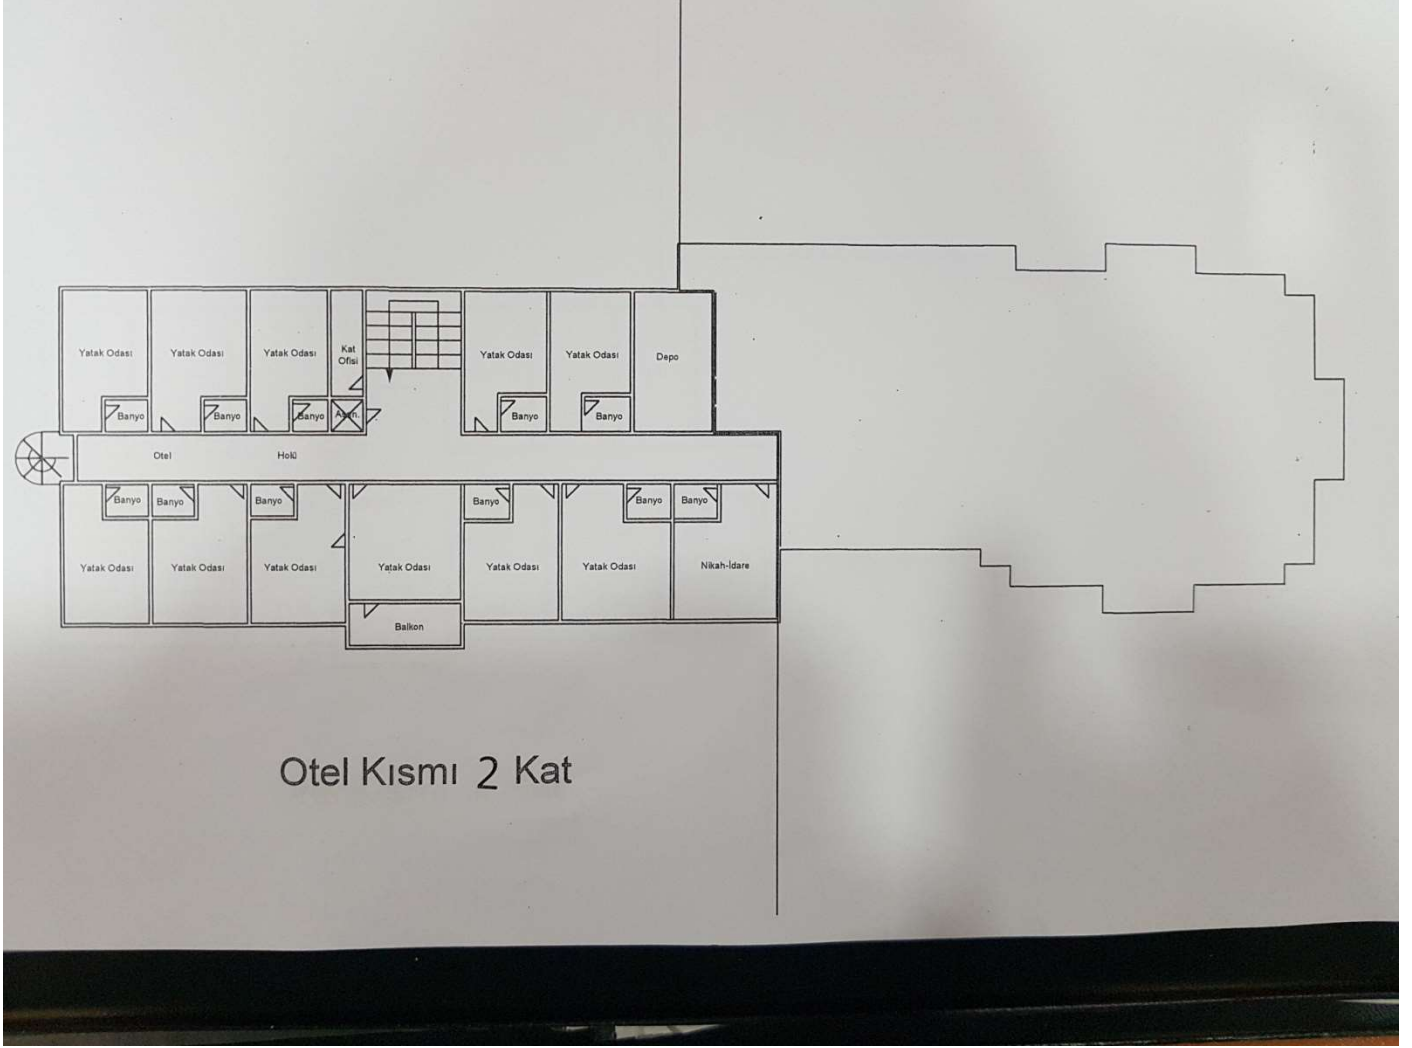 Yatak Odası
Yatak Odası
Yatak Odası
Kat
Ofisi
Yatak Odası
Yatak Odası
Depo
Banyo
Banyo
Banyo
Asn.
Banyo
Banyo
Otel Holü
Banyo
Banyo
Banyo
Banyo
Banyo
Banyo
Yatak Odası
Yatak Odası
Yatak Odası
Yatak Odası
Yatak Odası
Yatak Odası
Nikah-İdare
Balkon
Otel Kısmı 2 Kat